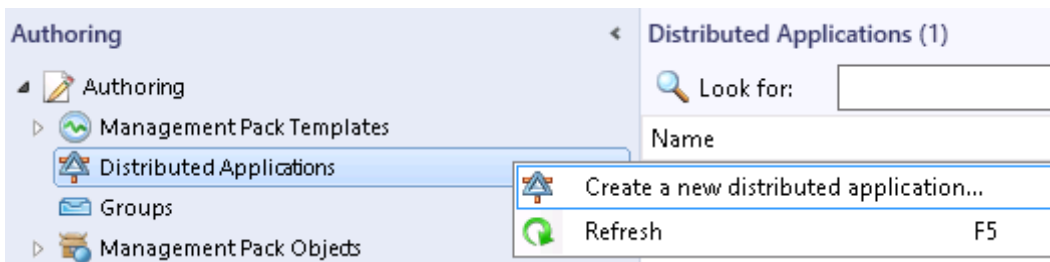 Authoring
Authoring
Management Pack Templates
Distributed Applications
Groups
Management Pack Objects
Distributed Applications (1)
Look for:
Name
Create a new distributed application...
Refresh F5